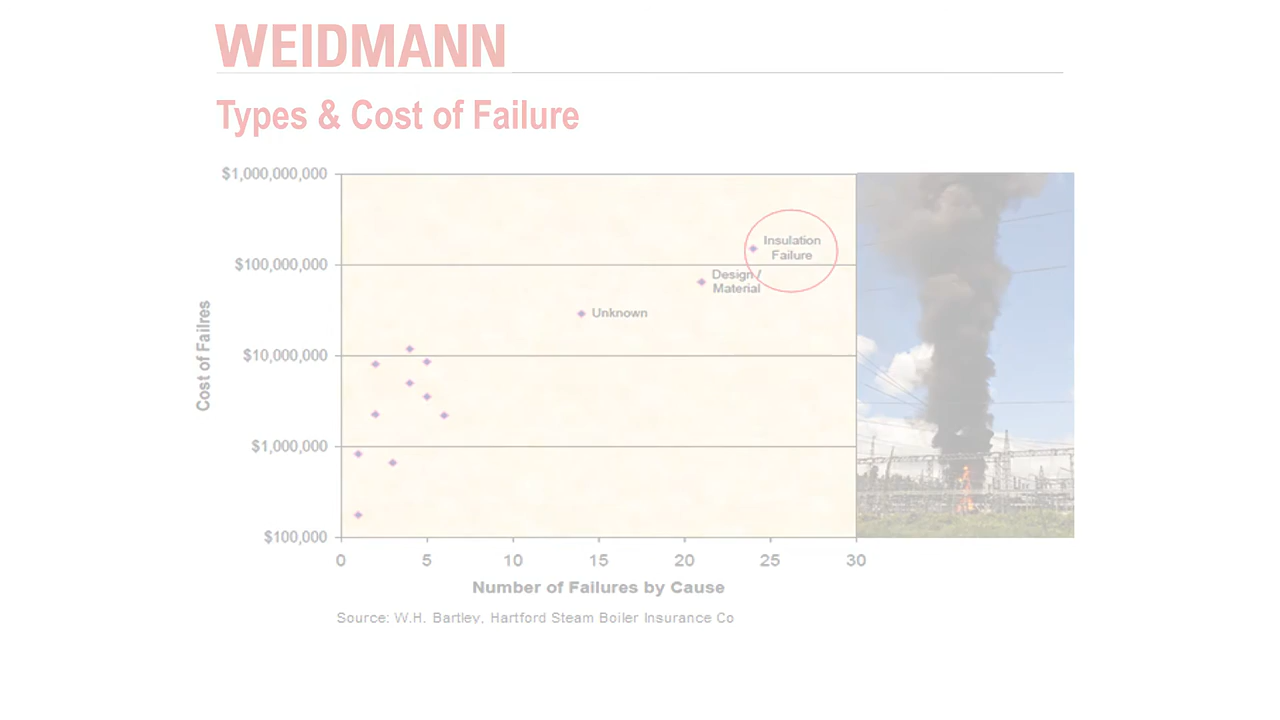 WEIDMANN
Types & Cost of Failure
$1,000,000,000
$100,000,000
$10,000,000
$1,000,000
$100,000
Cost of Failres
Insulation
Failure
Design /
Material
Unknown
0 5 10 15 20 25 30
Number of Failures by Cause
Source: W.H. Bartley, Hartford Steam Boiler Insurance Co